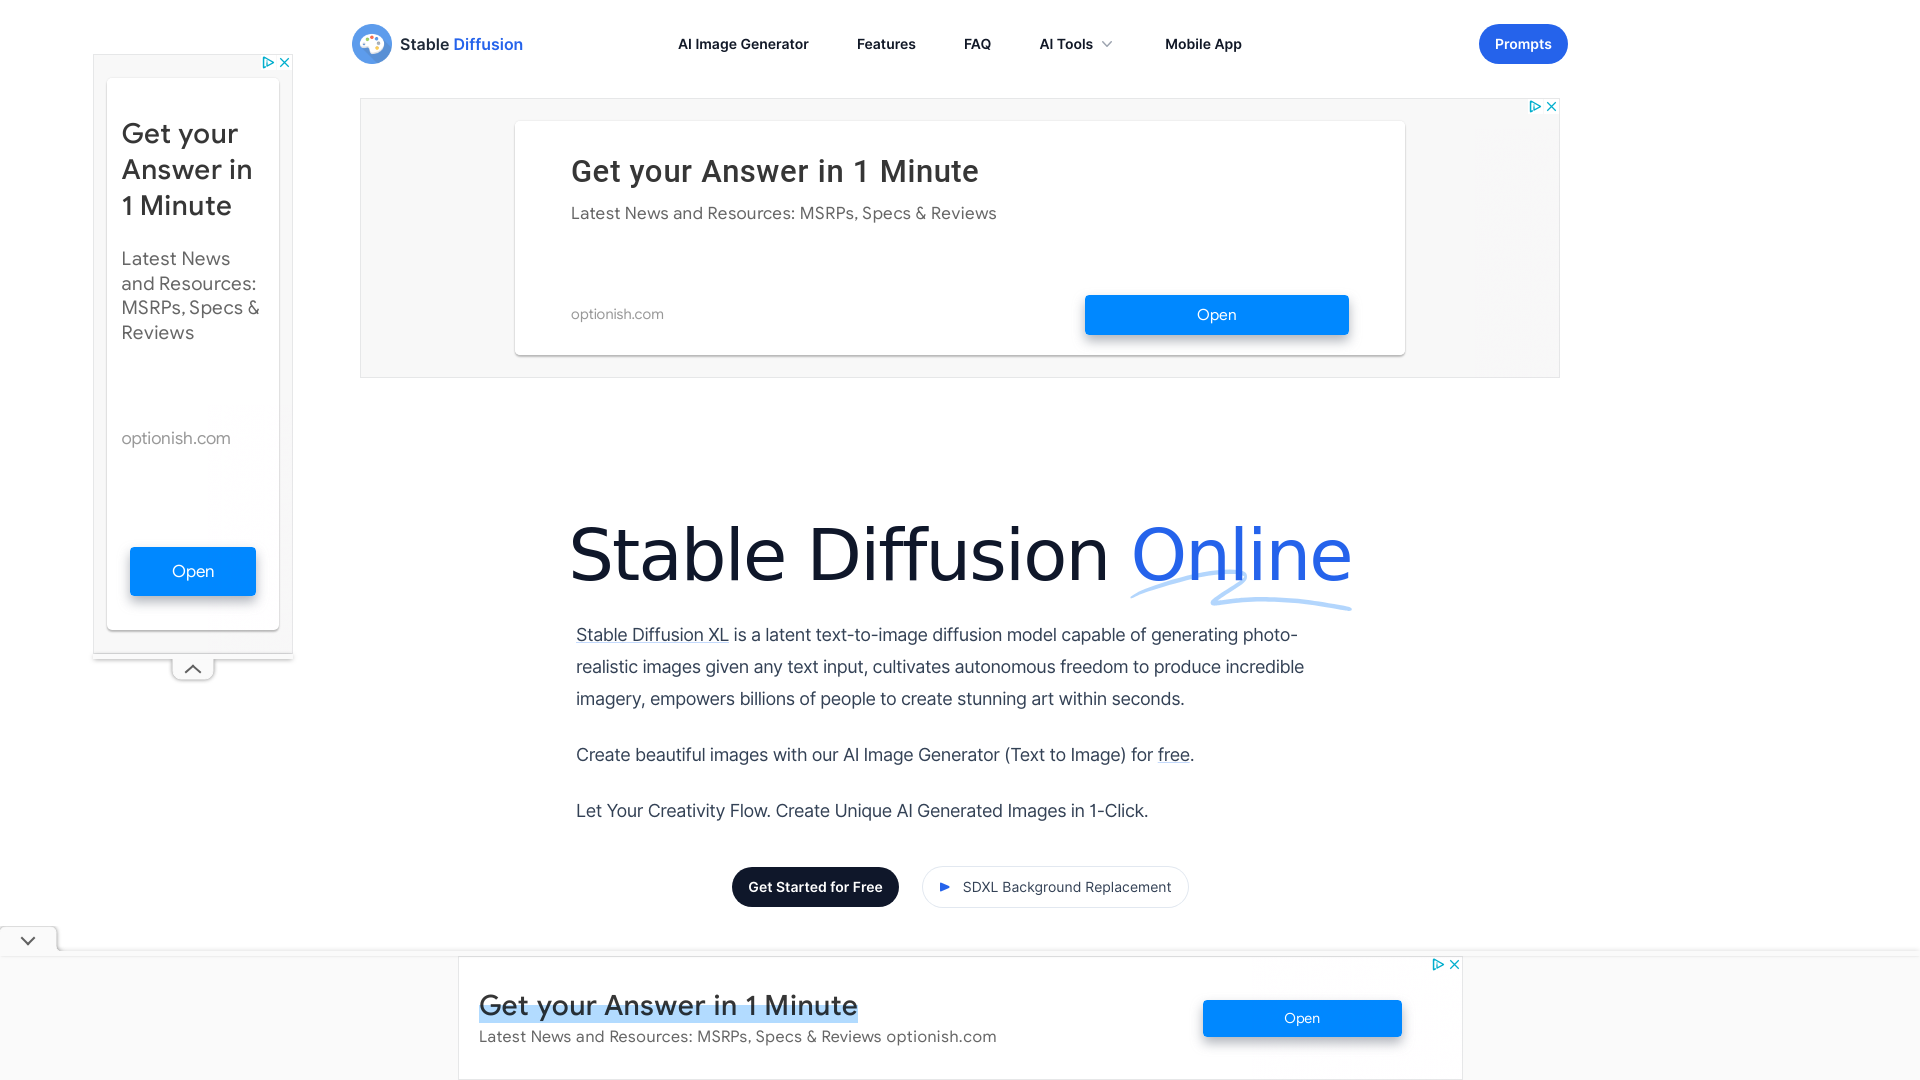 Stable Diffusion
AI Image Generator
Features
FAQ
AI Tools
Mobile App
Prompts
Get your
Answer in
1 Minute
Latest News
and Resources:
MSRPs, Specs &
Reviews
optionish.com
Open
Get your Answer in 1 Minute
Latest News and Resources: MSRPs, Specs & Reviews
optionish.com
Open
Stable Diffusion Online
Stable Diffusion XL is a latent text-to-image diffusion model capable of generating photo-
realistic images given any text input, cultivates autonomous freedom to produce incredible
imagery, empowers billions of people to create stunning art within seconds.
Create beautiful images with our AI Image Generator (Text to Image) for free.
Let Your Creativity Flow. Create Unique AI Generated Images in 1-Click.
Get Started for Free
SDXL Background Replacement
Get your Answer in 1 Minute
Latest News and Resources: MSRPs, Specs & Reviews optionish.com
Open